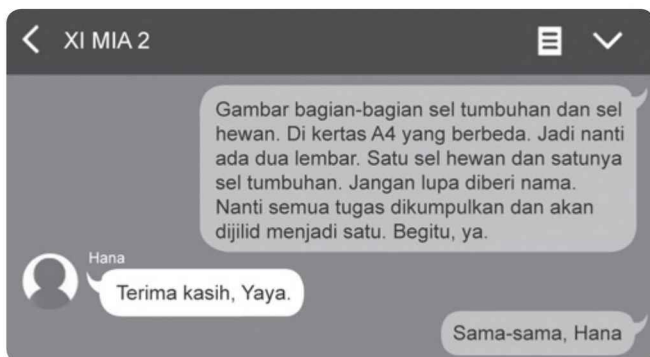 XI MIA 2
Gambar bagian-bagian sel tumbuhan dan sel
hewan. Di kertas A4 yang berbeda. Jadi nanti
ada dua lembar. Satu sel hewan dan satunya
sel tumbuhan. Jangan lupa diberi nama.
Nanti semua tugas dikumpulkan dan akan
dijilid menjadi satu. Begitu, ya.
Hana
Terima kasih, Yaya.
Sama-sama, Hana